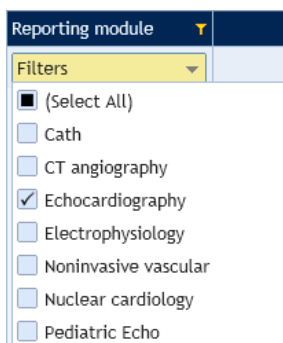 Reporting module
Filters
(Select All)
Cath
CT angiography
Echocardiography
Electrophysiology
Noninvasive vascular
Nuclear cardiology
Pediatric Echo